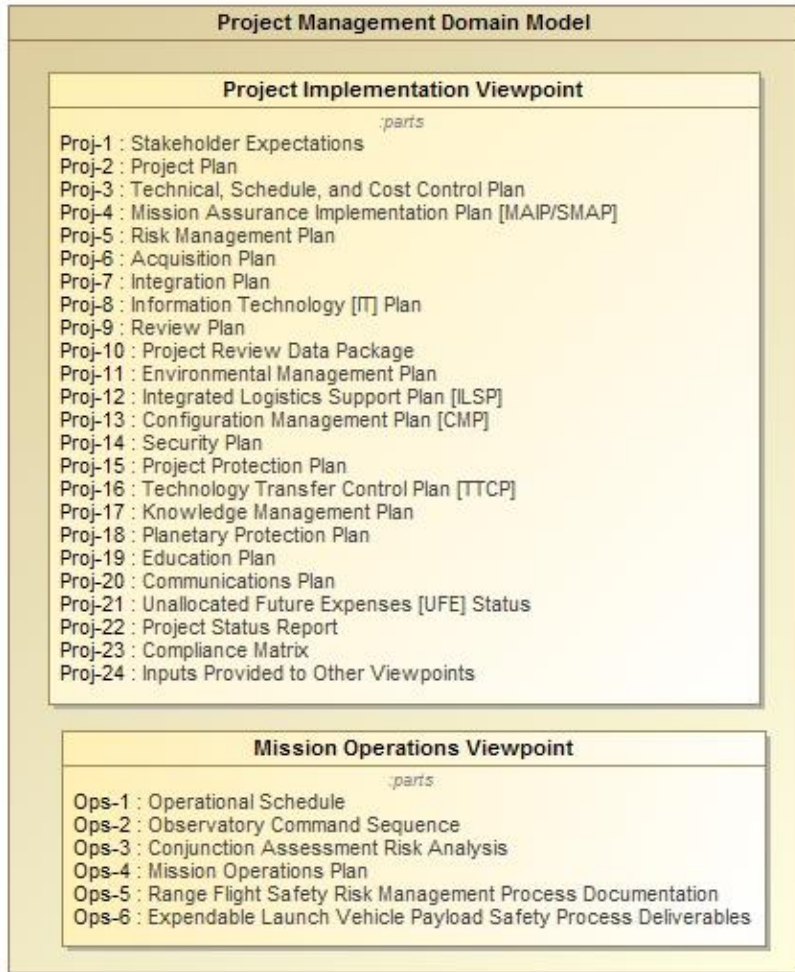 Project Management Domain Model
Project Implementation Viewpoint
:parts
Proj-1 : Stakeholder Expectations
Proj-2 : Project Plan
Proj-3 : Technical, Schedule, and Cost Control Plan
Proj-4 : Mission Assurance Implementation Plan [MAIP/SMAP]
Proj-5 : Risk Management Plan
Proj-6 : Acquisition Plan
Proj-7 : Integration Plan
Proj-8 : Information Technology [IT] Plan
Proj-9 : Review Plan
Proj-10 : Project Review Data Package
Proj-11 : Environmental Management Plan
Proj-12 : Integrated Logistics Support Plan [ILSP]
Proj-13 : Configuration Management Plan [CMP]
Proj-14 : Security Plan
Proj-15 : Project Protection Plan
Proj-16 : Technology Transfer Control Plan [TTCP]
Proj-17 : Knowledge Management Plan
Proj-18 : Planetary Protection Plan
Proj-19 : Education Plan
Proj-20 : Communications Plan
Proj-21 : Unallocated Future Expenses [UFE] Status
Proj-22 : Project Status Report
Proj-23 : Compliance Matrix
Proj-24 : Inputs Provided to Other Viewpoints
Mission Operations Viewpoint
:parts
Ops-1 : Operational Schedule
Ops-2 : Observatory Command Sequence
Ops-3 : Conjunction Assessment Risk Analysis
Ops-4 : Mission Operations Plan
Ops-5 : Range Flight Safety Risk Management Process Documentation
Ops-6 : Expendable Launch Vehicle Payload Safety Process Deliverables